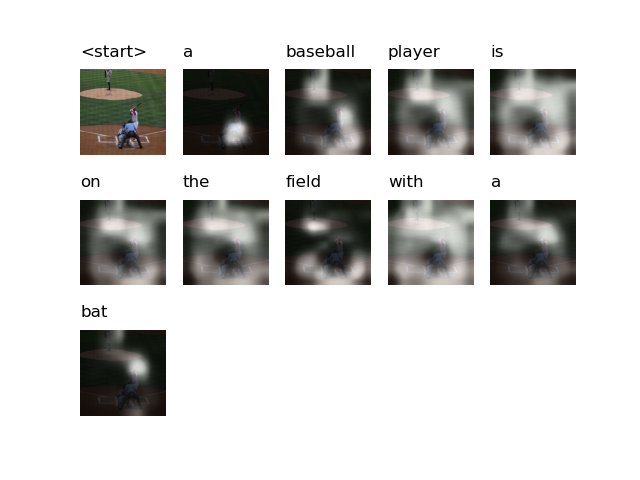 <start> a baseball player is
on the field with a
bat